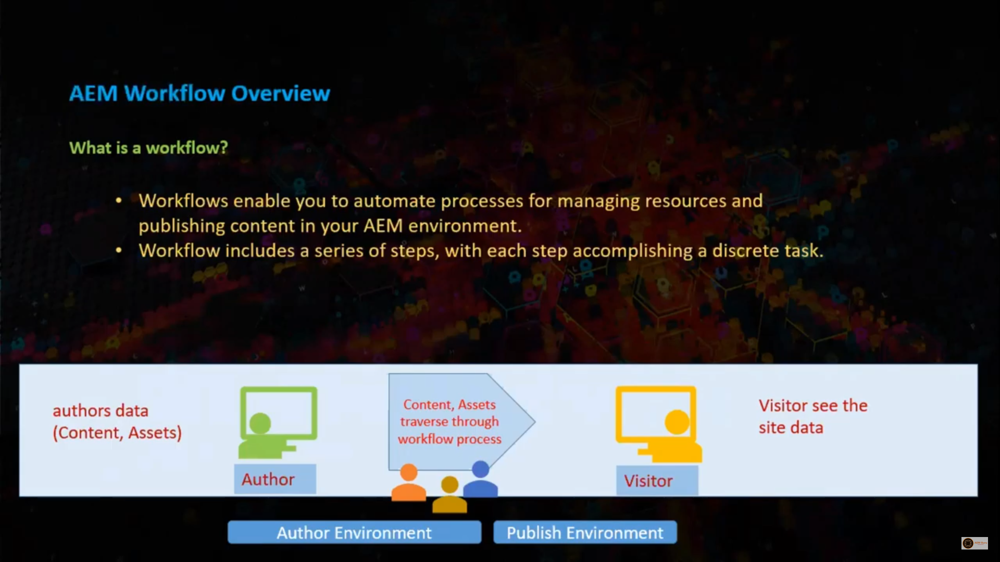 AEM Workflow Overview
What is a workflow?
• Workflows enable you to automate processes for managing resources and
publishing content in your AEM environment.
• Workflow includes a series of steps, with each step accomplishing a discrete task.
authors data
(Content, Assets)
Author
Content, Assets
traverse through
workflow process
Visitor
Visitor see the
site data
Author Environment
Publish Environment